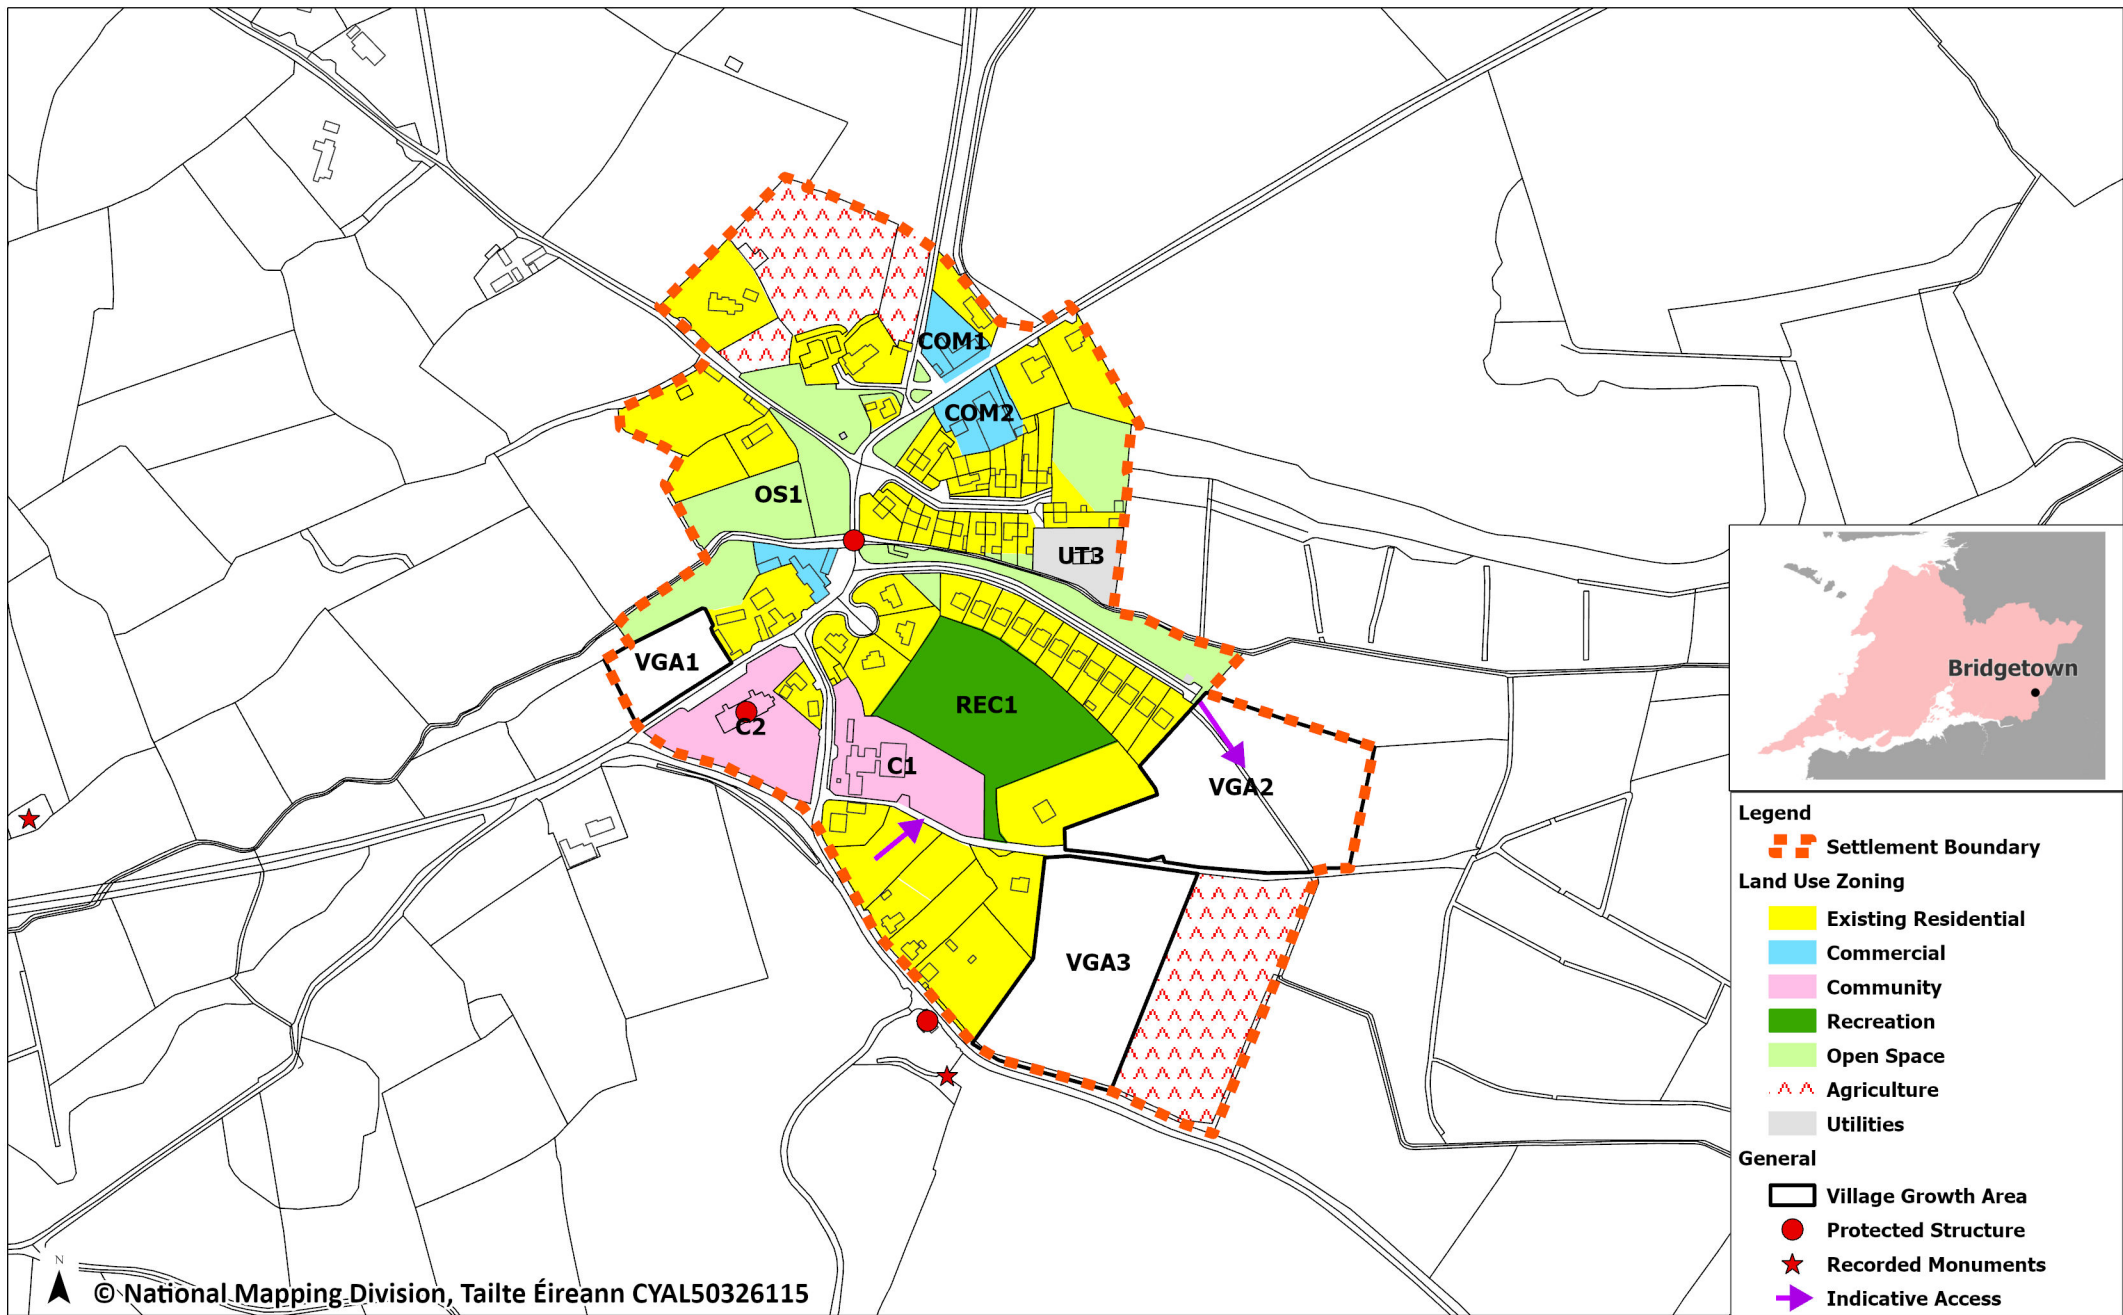 COM1
COM2
OS1
UT3
VGA1
REC1
C2
C1
VGA2
VGA3
Bridgetown
Legend
Settlement Boundary
Land Use Zoning
Existing Residential
Commercial
Community
Recreation
Open Space
Agriculture
Utilities
General
Village Growth Area
Protected Structure
Recorded Monuments
Indicative Access
N
© National Mapping Division, Tailte Éireann CYAL50326115